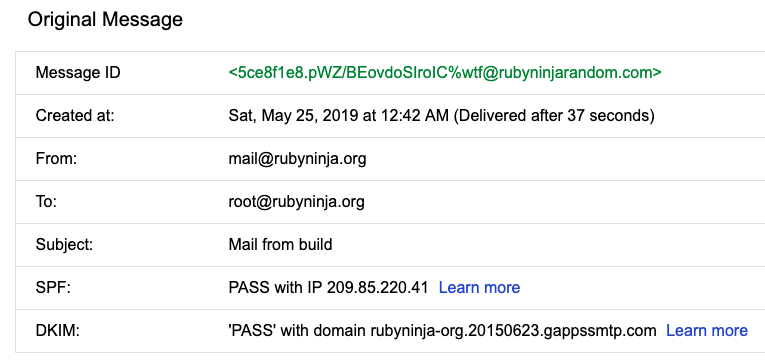 Original Message
Message ID <5ce8f1e8.pWZ/BEovdoSlroIC%wtf@rubyninjarandom.com>
Created at: Sat, May 25, 2019 at 12:42 AM (Delivered after 37 seconds)
From: mail@rubyninja.org
To: root@rubyninja.org
Subject: Mail from build
SPF: PASS with IP 209.85.220.41 Learn more
DKIM: 'PASS' with domain rubyninja-org.20150623.gappssmtp.com Learn more